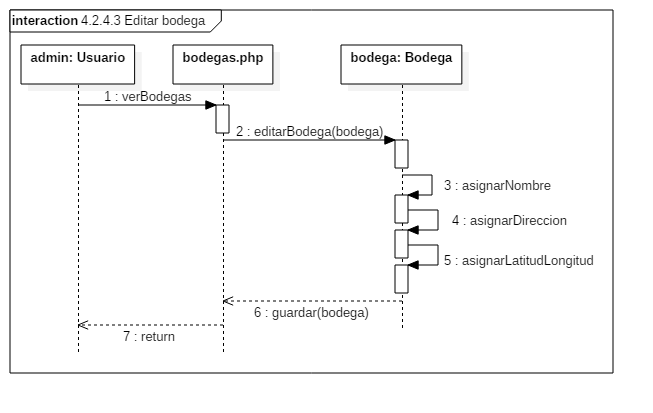 interaction 4.2.4.3 Editar bodega
admin: Usuario
bodegas.php
bodega: Bodega
1 : verBodegas
2 : editarBodega(bodega)
3 : asignarNombre
4 : asignarDireccion
5 : asignarLatitudLongitud
6 : guardar(bodega)
7 : return